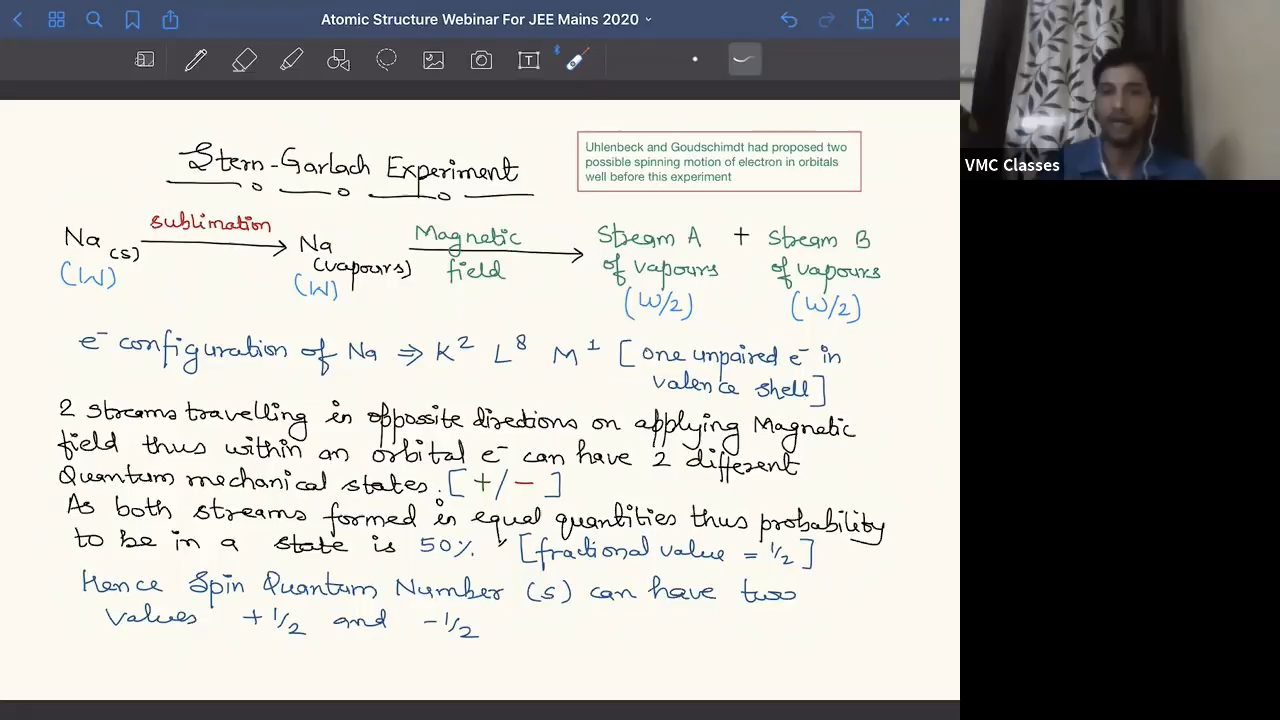 Atomic Structure Webinar For JEE Mains 2020
Stern-Garlach Experiment
Uhlenbeck and Goudschimdt had proposed two
possible spinning motion of electron in orbitals
well before this experiment
VMC Classes
Na (s) sublimation Na (vapours) Magnetic field Stream A of vapours + Stream B of vapours
(W) (W) (W/2) (W/2)
e⁻ configuration of Na ⇒ K² L⁸ M¹ [one unpaired e⁻ in
valence shell]
2 streams travelling in opposite directions on applying Magnetic
field thus within an orbital e⁻ can have 2 different
Quantum mechanical states. [+/−]
As both streams formed in equal quantities thus probability
to be in a state is 50%. [fractional value = 1/2]
Hence Spin Quantum Number (s) can have two
values +1/2 and -1/2